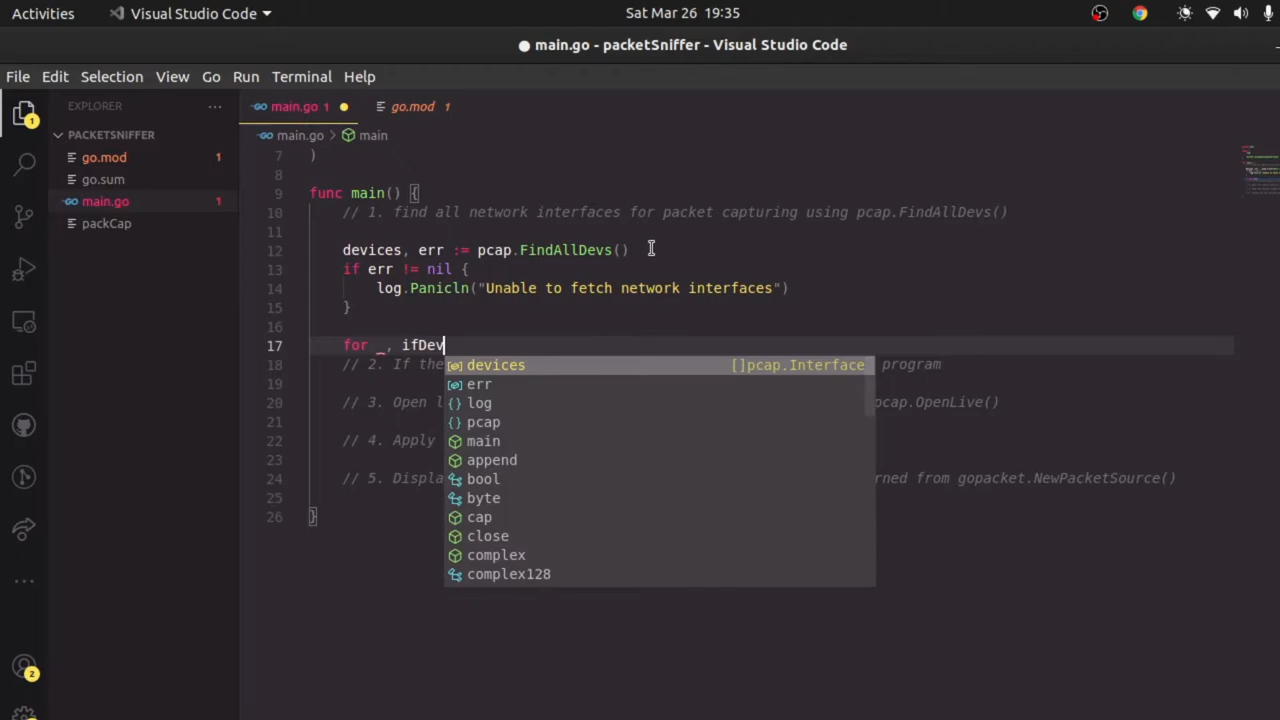 Activities Visual Studio Code Sat Mar 26 19:35
main.go - packetSniffer - Visual Studio Code
File Edit Selection View Go Run Terminal Help
EXPLORER ... main.go 1 go.mod 1
PACKETSNIFFER main.go > main
go.mod 1
go.sum
main.go 1
packCap
7 )
8
9 func main() {
10 // 1. find all network interfaces for packet capturing using pcap.FindAllDevs()
11
12 devices, err := pcap.FindAllDevs()
13 if err != nil {
14 log.Panicln("Unable to fetch network interfaces")
15 }
16
17 for _, ifDev
18 // 2. If the program
19
20 // 3. Open l pcap.OpenLive()
21
22 // 4. Apply
23
24 // 5. Displa rned from gopacket.NewPacketSource()
25
26 }
devices []pcap.Interface
err
log
pcap
main
append
bool
byte
cap
close
complex
complex128
1
2